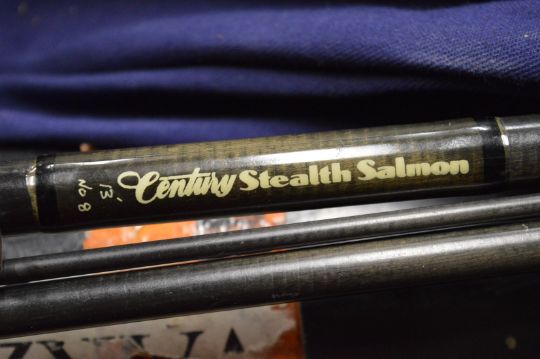 13'
No 8
Century Stealth Salmon